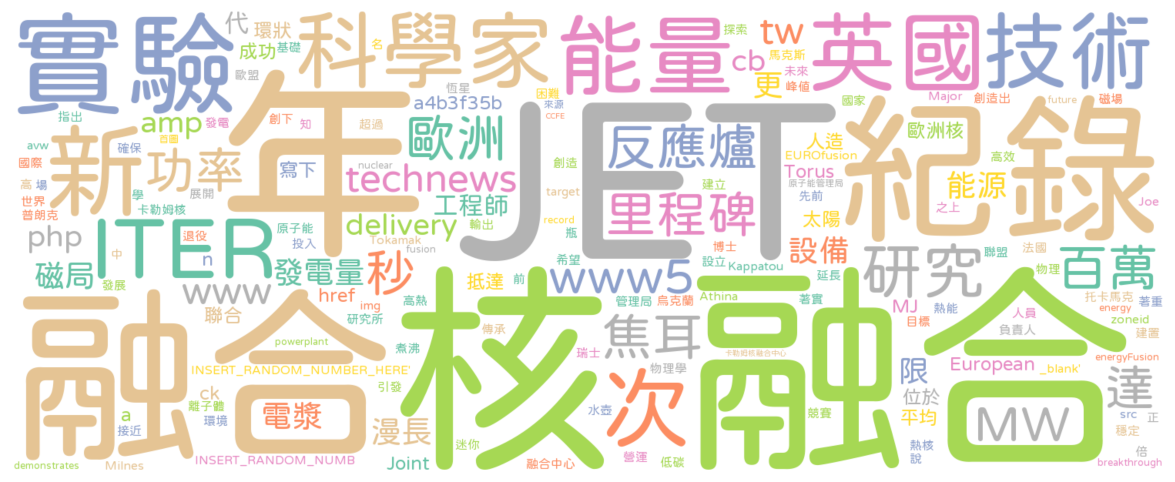 實驗
代
環狀
成功
基礎
歐盟
科學家
名
能量
探索
cb
tw
馬克斯
更
未來
峰值
英國
技術
指出
新
年
a4b3f35b
amp
發電
首圖
創下
知
超過
恆星
困難
來源
CCFE
反應爐
人造
EUROfusion
國家
Major
創造出
future
磁場
歐洲核
avw
國際
確保
功率
寫下
nuclear
歐洲
technews
創造
target
JET
建立
Torus
原子能管理局
先前
能源
高效
紀錄
Joe
高
場
世界
普朗克
學
展開
卡勒姆核
delivery
工程師
輸出
record
瓶
里程碑
太陽
之上
php
ITER
退役
原子能
投入
Tokamak
fusion
希望
博士
設立
Kappatou
設備
聯盟
法國
百萬
中
磁局
發展
n
發電量
秒
抵達
前
www5
延長
研究
物理
托卡馬克
energy
著重
www
href
img
研究所
高熱
管理局
烏克蘭
Athina
著實
MJ
目標
熱能
人員
負責人
zoneid
建置
融合
聯合
powerplant
煮沸
傳承
焦耳
瑞士
物理學
卡勒姆核融合中心
European
_blank'
energyFusion
INSERT_RANDOM_NUMBER_HERE'
ck
引發
核融合
限
位於
平均
達
src
正
a
接近
離子體
環境
電漿
漫長
迷你
水壺
次
競賽
熱核
說
MW
穩定
倍
demonstrates
Milnes
INSERT_RANDOM_NUMB
Joint
融合中心
營運
低碳
breakthrough